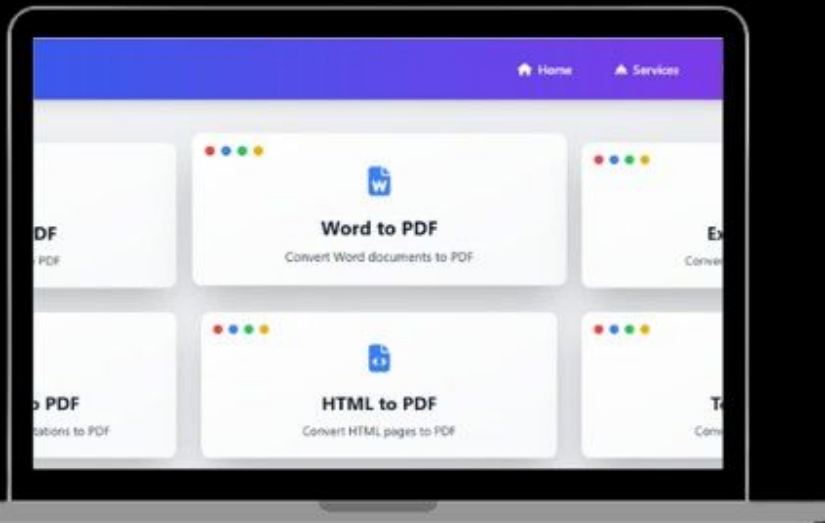 Home
Services
DF
PDF
Word to PDF
Convert Word documents to PDF
Ex
Conve
PDF
tations to PDF
HTML to PDF
Convert HTML pages to PDF
Conv